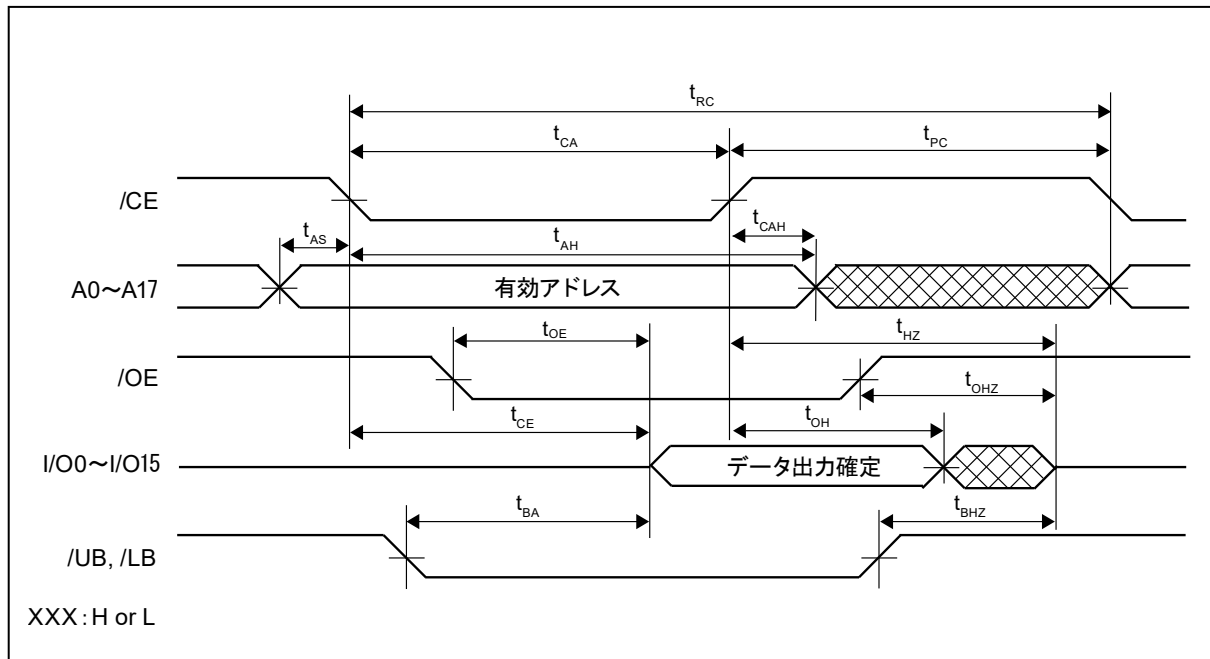 tRC
tCA
tPC
/CE
tCAH
tAS
tAH
A0～A17
有効アドレス
tOE
tHZ
/OE
tOHZ
tCE
tOH
I/O0～I/O15
データ出力確定
tBA
tBHZ
/UB, /LB
XXX : H or L